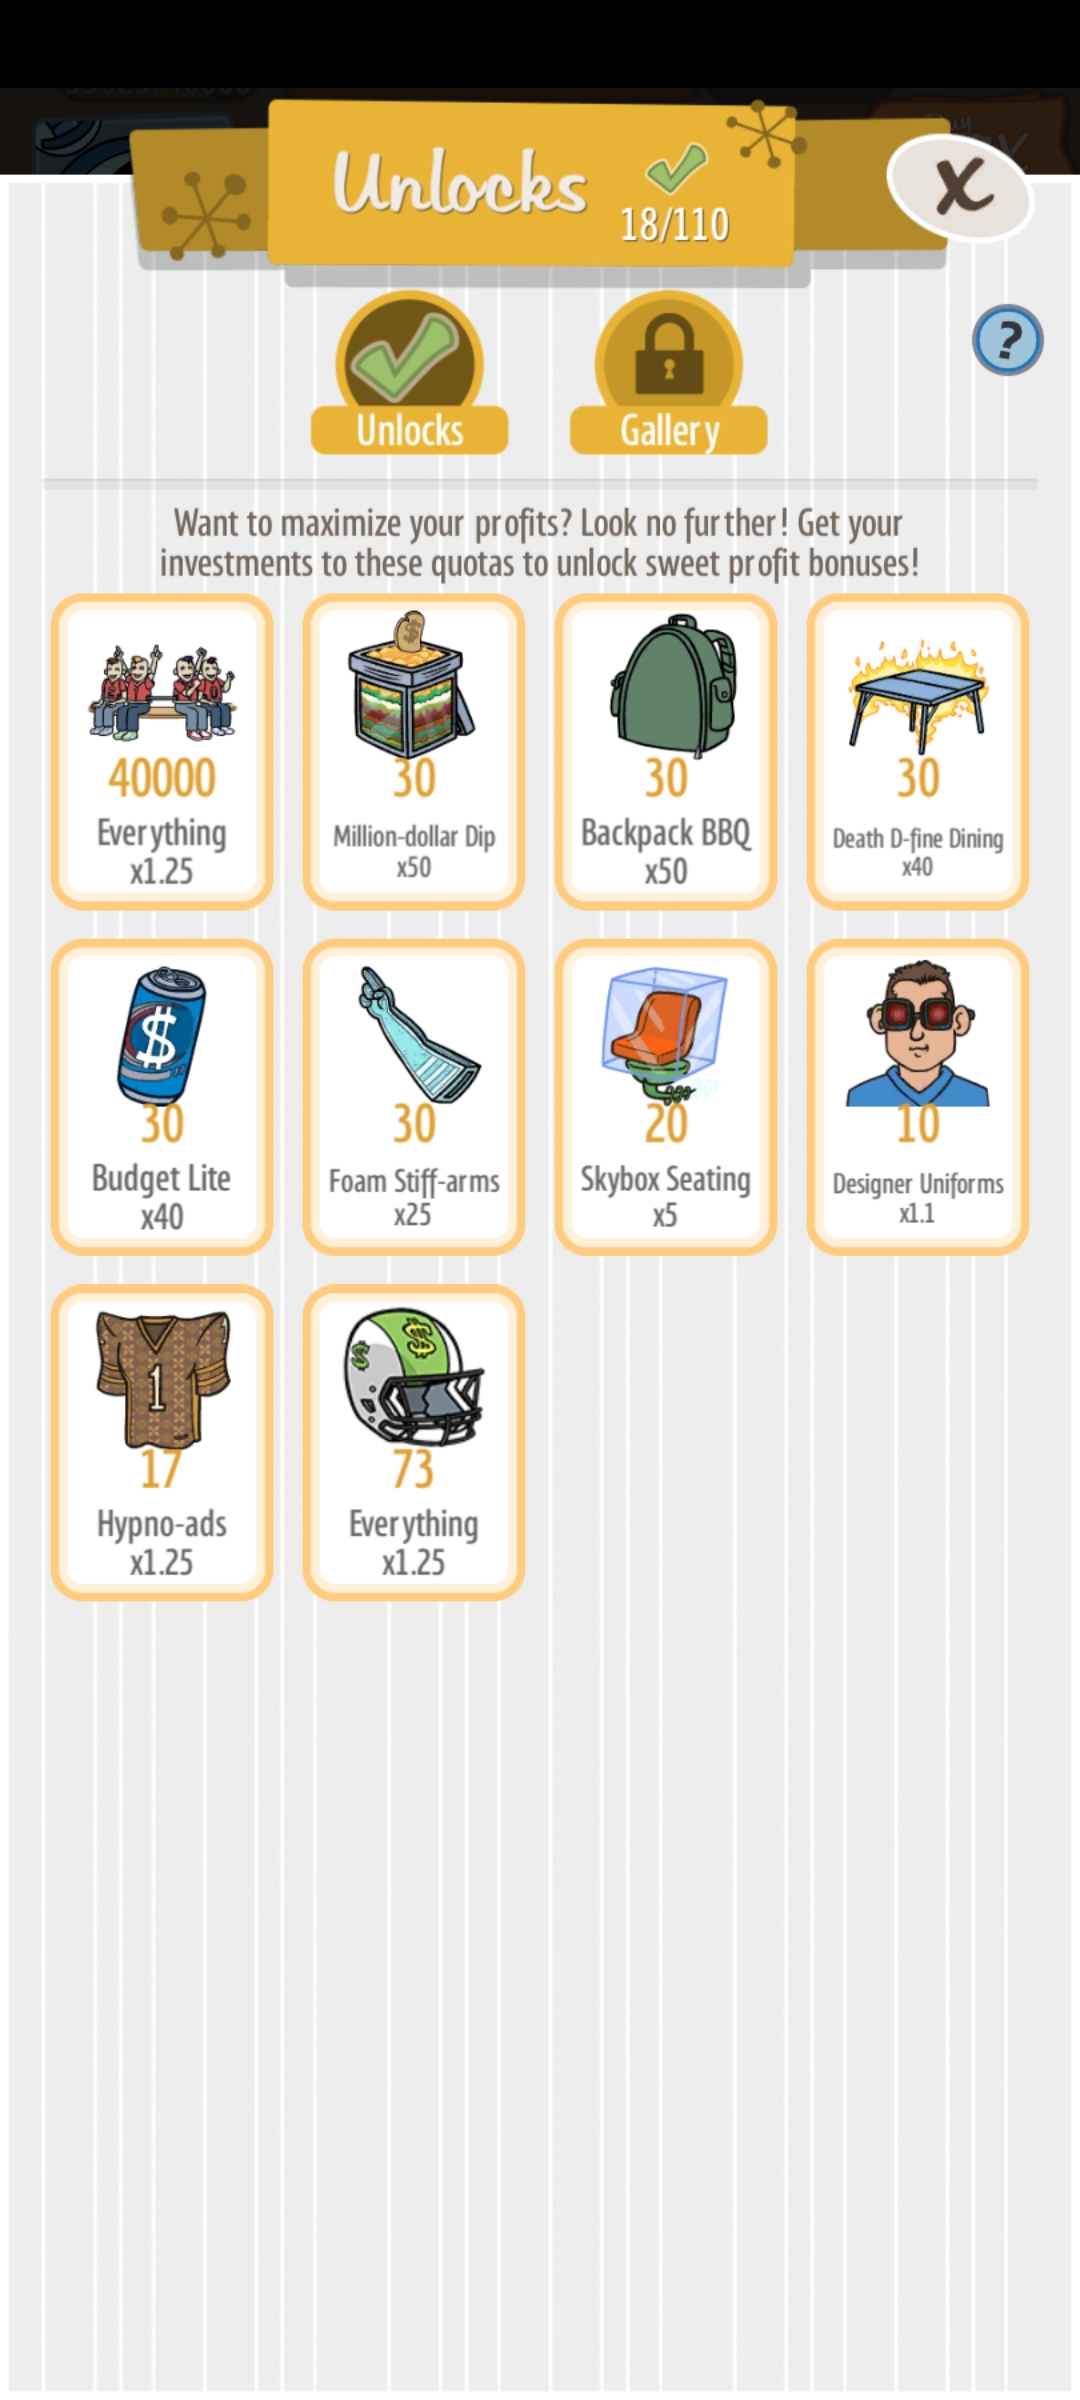 Unlocks
18/110
X
?
Unlocks
Gallery
Want to maximize your profits? Look no further! Get your
investments to these quotas to unlock sweet profit bonuses!
40000
Everything
x1.25
$
30
Million-dollar Dip
x50
30
Backpack BBQ
x50
30
Death D-fine Dining
x40
$
30
Budget Lite
x40
30
Foam Stiff-arms
x25
20
Skybox Seating
x5
10
Designer Uniforms
x1.1
1
17
Hypno-ads
x1.25
$
$
73
Everything
x1.25